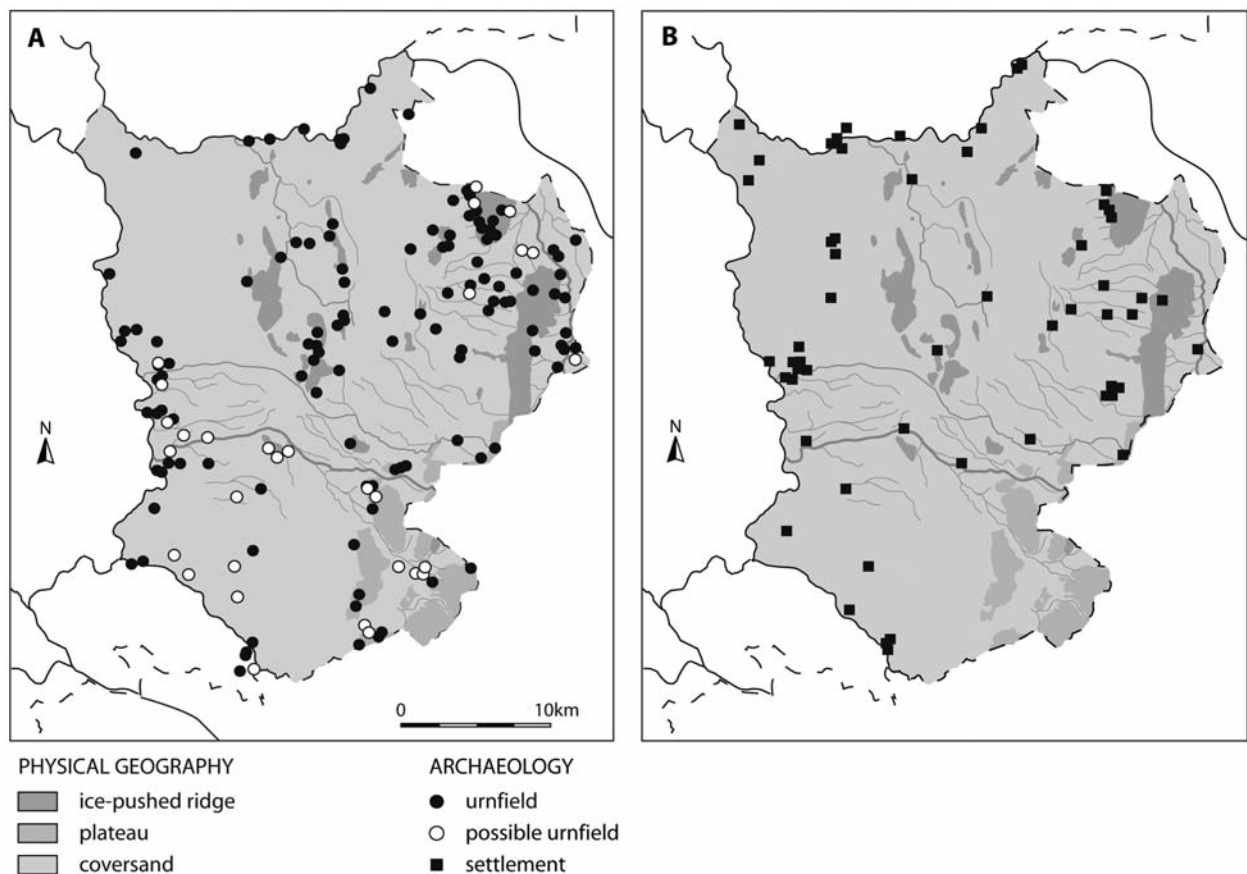 A
B
N
N
0 10km
PHYSICAL GEOGRAPHY
ice-pushed ridge
plateau
coversand
ARCHAEOLOGY
urnfield
possible urnfield
settlement